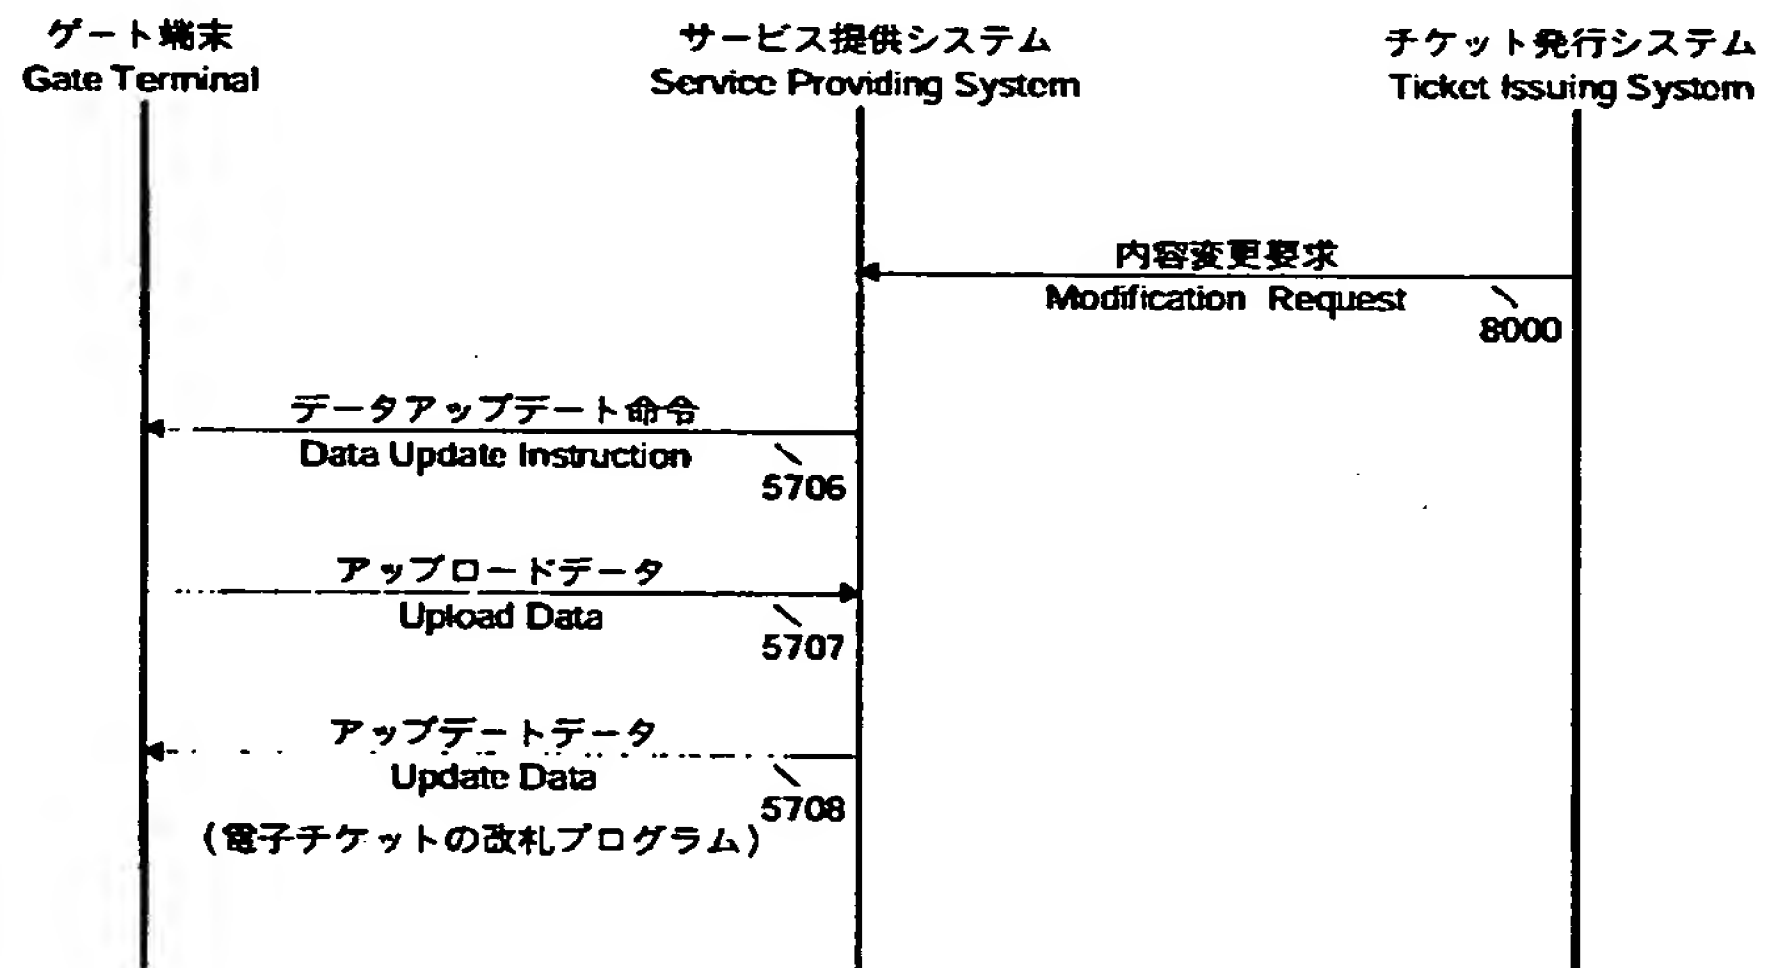 ゲート端末
Gate Terminal
サービス提供システム
Service Providing System
チケット発行システム
Ticket Issuing System
内容変更要求
Modification Request
8000
データアップデート命令
Data Update Instruction
5706
アップロードデータ
Upload Data
5707
アップデートデータ
Update Data
5708
(電子チケットの改札プログラム)